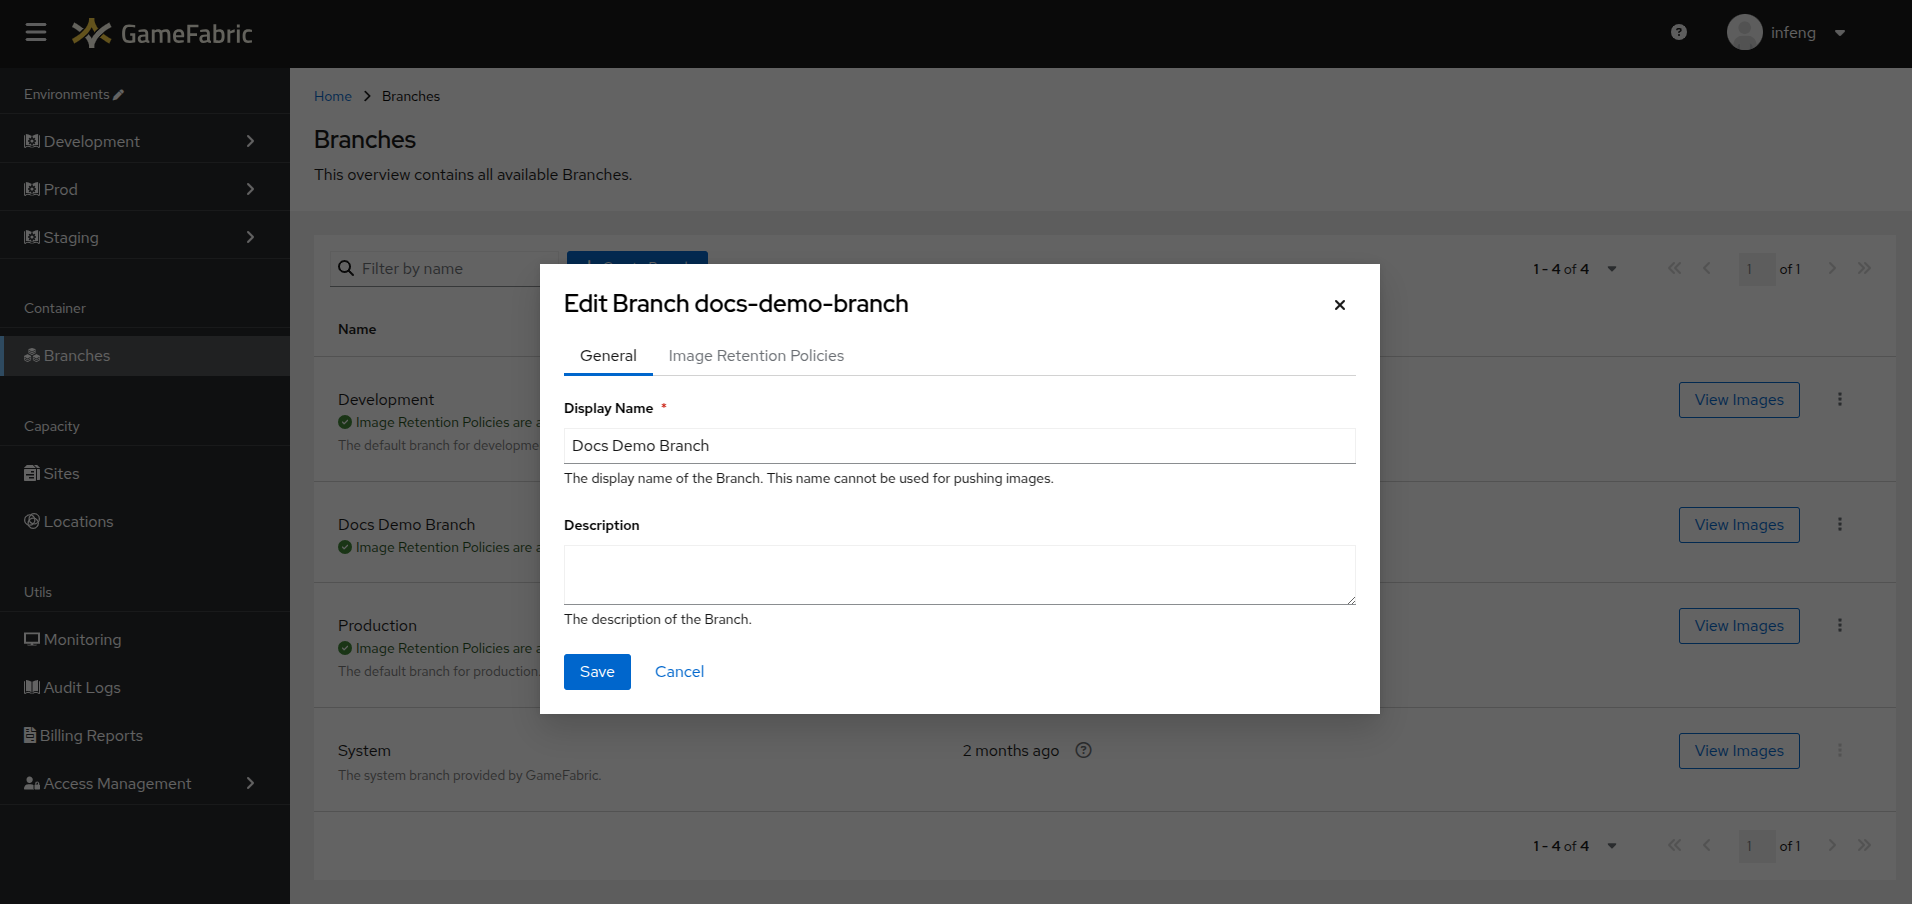 GameFabric
infeng
Environments
Development
Prod
Staging
Container
Branches
Capacity
Sites
Locations
Utils
Monitoring
Audit Logs
Billing Reports
Access Management
Home > Branches
Branches
This overview contains all available Branches.
Filter by name
1 - 4 of 4
1 of 1
Name
Development
Image Retention Policies are a
The default branch for developme
View Images
Docs Demo Branch
Image Retention Policies are a
View Images
Production
Image Retention Policies are a
The default branch for production.
View Images
System
The system branch provided by GameFabric.
2 months ago
View Images
1 - 4 of 4
1 of 1
Edit Branch docs-demo-branch
General
Image Retention Policies
Display Name *
Docs Demo Branch
The display name of the Branch. This name cannot be used for pushing images.
Description
The description of the Branch.
Save
Cancel